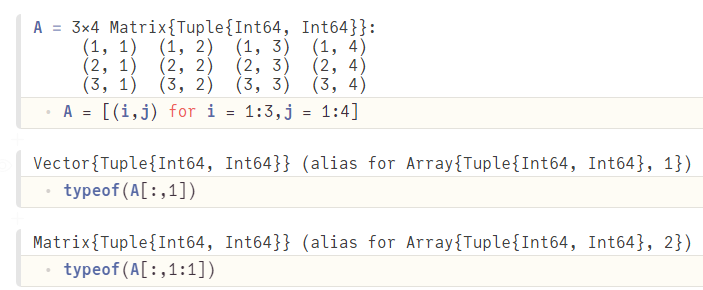 A = 3×4 Matrix{Tuple{Int64, Int64}}:
(1, 1) (1, 2) (1, 3) (1, 4)
(2, 1) (2, 2) (2, 3) (2, 4)
(3, 1) (3, 2) (3, 3) (3, 4)
A = [(i,j) for i = 1:3,j = 1:4]
Vector{Tuple{Int64, Int64}} (alias for Array{Tuple{Int64, Int64}, 1})
typeof(A[:,1])
Matrix{Tuple{Int64, Int64}} (alias for Array{Tuple{Int64, Int64}, 2})
typeof(A[:,1:1])